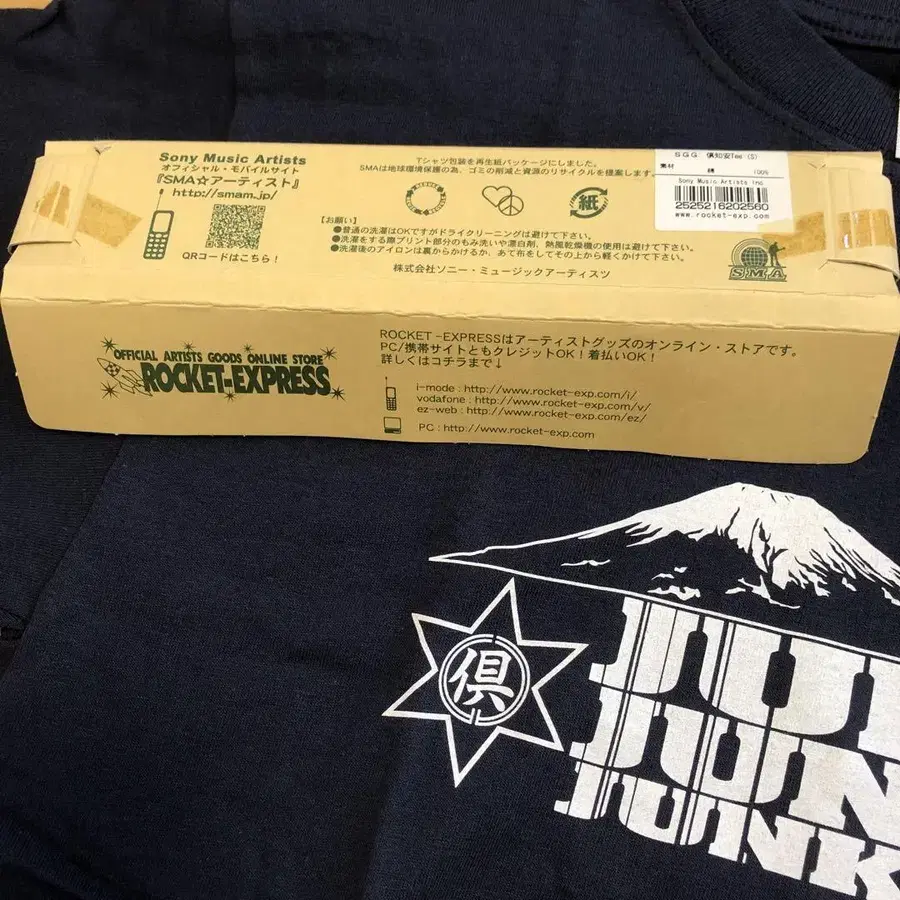 Sony Music Artists
オフィシャル・モバイルサイト
『SMA☆アーティスト』
http://smam.jp/
QRコードはこちら！
Tシャツ包装を再生紙パッケージにしました。
SMAは地球環境保護の為、ゴミの削減と資源のリサイクルを提案します。
紙
【お願い】
●普通の洗濯はOKですがドライクリーニングは避けて下さい。
●洗濯をする際プリント部分のもみ洗いや漂白剤、熱風乾燥機の使用は避けて下さい。
●洗濯後のアイロンは裏からかけるか、あて布をしてその上から軽くかけて下さい。
株式会社ソニー・ミュージックアーティスツ
SGG 倶知安Tee (S)
素材 綿 100%
Sony Music Artists Inc
2525216202560
www.rocket-exp.com
SMA
OFFICIAL ARTISTS GOODS ONLINE STORE
ROCKET-EXPRESS
ROCKET-EXPRESSはアーティストグッズのオンライン・ストアです。
PC/携帯サイトともクレジットOK！着払いOK！
詳しくはコチラまで↓
i-mode : http://www.rocket-exp.com/i/
vodafone : http://www.rocket-exp.com/v/
ez-web : http://www.rocket-exp.com/ez/
PC : http://www.rocket-exp.com
倶